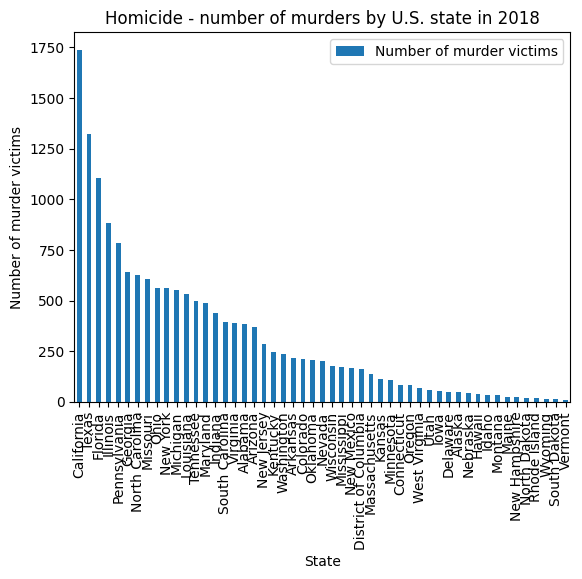 Homicide - number of murders by U.S. state in 2018
Number of murder victims
Number of murder victims
1750
1500
1250
1000
750
500
250
0
California
Texas
Florida
Illinois
Pennsylvania
Georgia
North Carolina
Missouri
Ohio
New York
Michigan
Louisiana
Tennessee
Maryland
Indiana
South Carolina
Virginia
Alabama
Arizona
New Jersey
Kentucky
Washington
Arkansas
Colorado
Oklahoma
Nevada
Wisconsin
Mississippi
New Mexico
District of Columbia
Massachusetts
Kansas
Minnesota
Connecticut
Oregon
West Virginia
Utah
Iowa
Delaware
Alaska
Nebraska
Hawaii
Idaho
Montana
Maine
New Hampshire
North Dakota
Rhode Island
Wyoming
South Dakota
Vermont
State